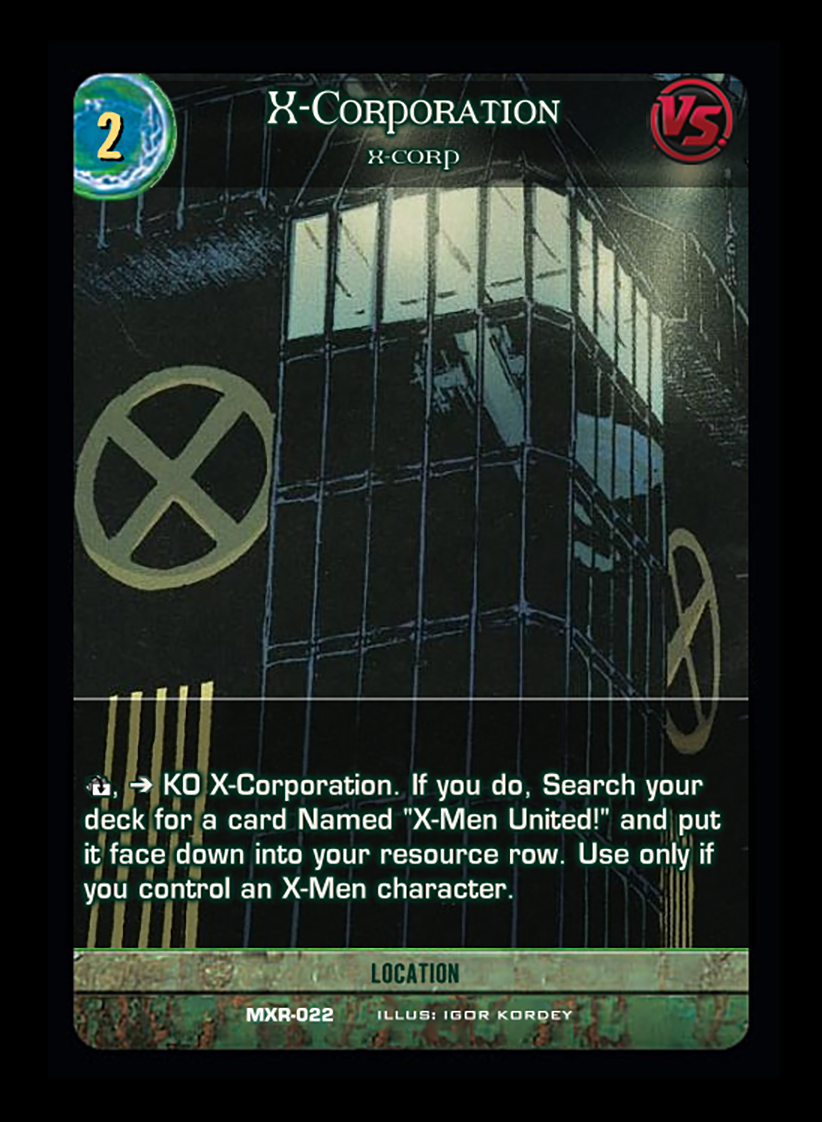 2
X-Corporation
VS.
X-Corp
, ➔ KO X-Corporation. If you do, Search your
deck for a card Named "X-Men United!" and put
it face down into your resource row. Use only if
you control an X-Men character.
LOCATION
MXR-022 ILLUS: IGOR KORDEY